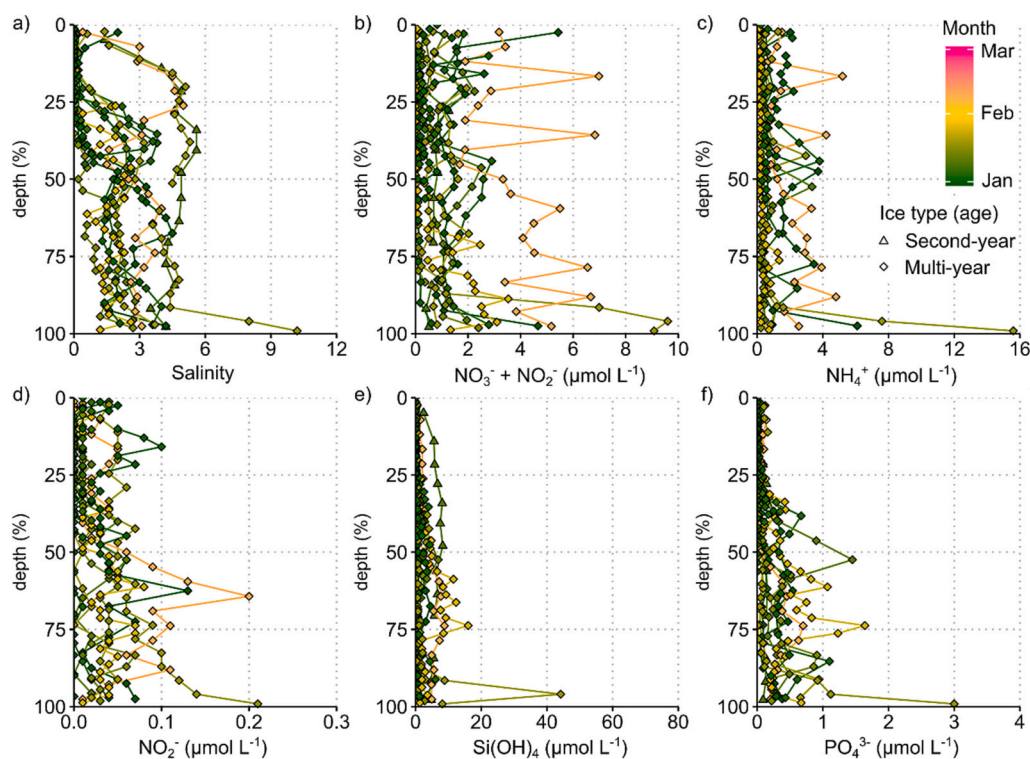 a)
0
25
50
75
100
depth (%)
0 3 6 9 12
Salinity
b)
0
25
50
75
100
depth (%)
0 2 4 6 8 10
NO₃⁻ + NO₂⁻ (μmol L⁻¹)
c)
0
25
50
75
100
depth (%)
0 4 8 12 16
NH₄⁺ (μmol L⁻¹)
Month
Mar
Feb
Jan
Ice type (age)
Second-year
Multi-year
d)
0
25
50
75
100
depth (%)
0.0 0.1 0.2 0.3
NO₂⁻ (μmol L⁻¹)
e)
0
25
50
75
100
depth (%)
0 20 40 60 80
Si(OH)₄ (μmol L⁻¹)
f)
0
25
50
75
100
depth (%)
0 1 2 3 4
PO₄³⁻ (μmol L⁻¹)